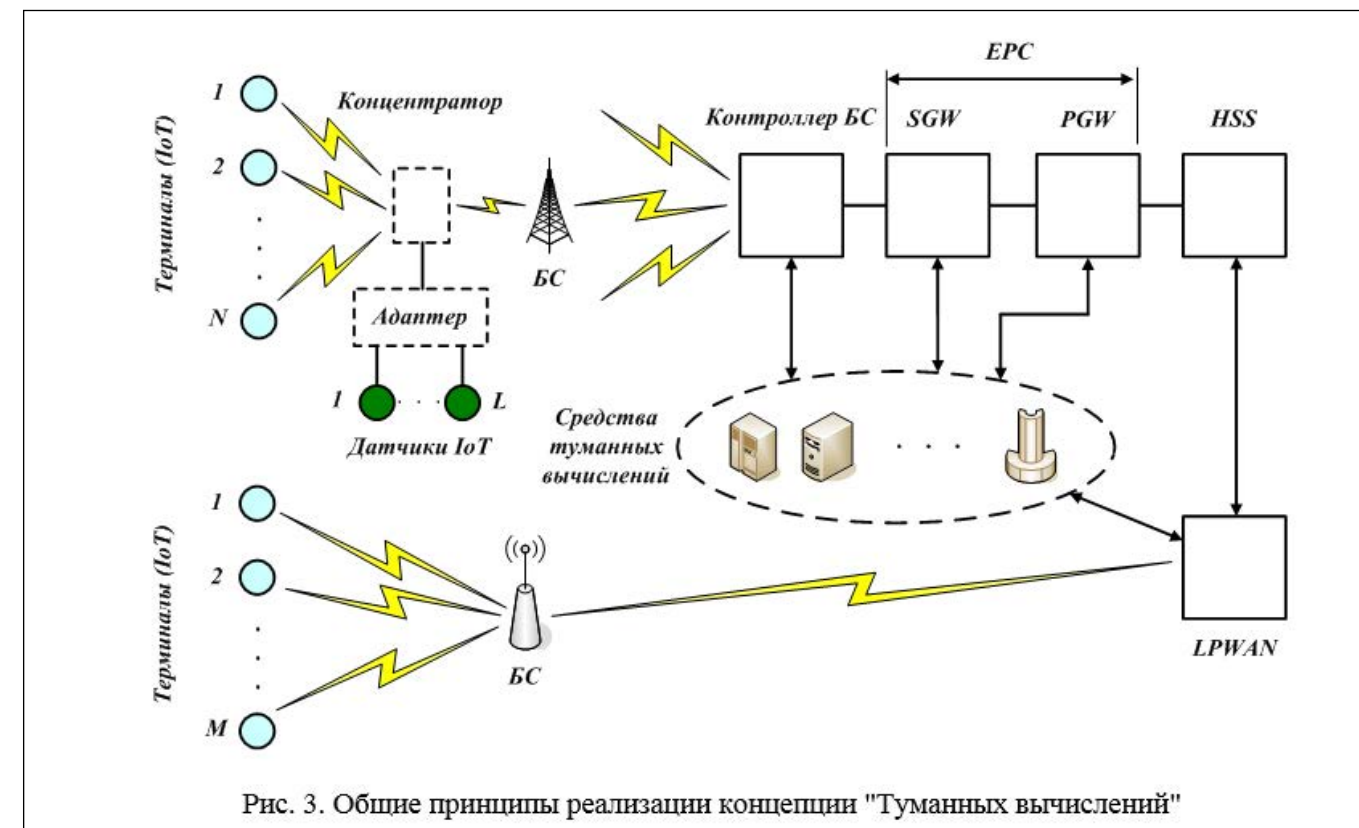 EPC
1
Концентратор
Контроллер БС
SGW
PGW
HSS
2
Терминалы (IoT)
БС
N
Адаптер
1
L
Датчики IoT
Средства
туманных
вычислений
1
Терминалы (IoT)
2
БС
LPWAN
M
Рис. 3. Общие принципы реализации концепции "Туманных вычислений"